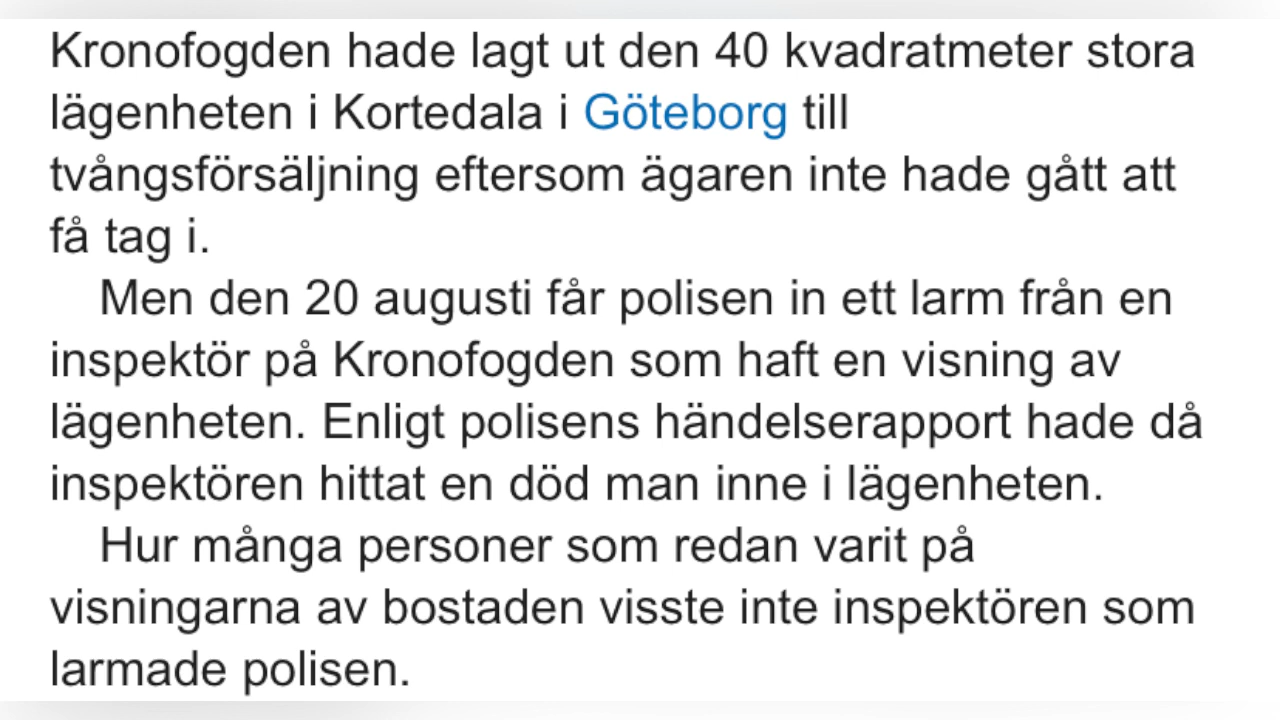 Kronofogden hade lagt ut den 40 kvadratmeter stora
lägenheten i Kortedala i Göteborg till
tvångsförsäljning eftersom ägaren inte hade gått att
få tag i.
Men den 20 augusti får polisen in ett larm från en
inspektör på Kronofogden som haft en visning av
lägenheten. Enligt polisens händelserapport hade då
inspektören hittat en död man inne i lägenheten.
Hur många personer som redan varit på
visningarna av bostaden visste inte inspektören som
larmade polisen.